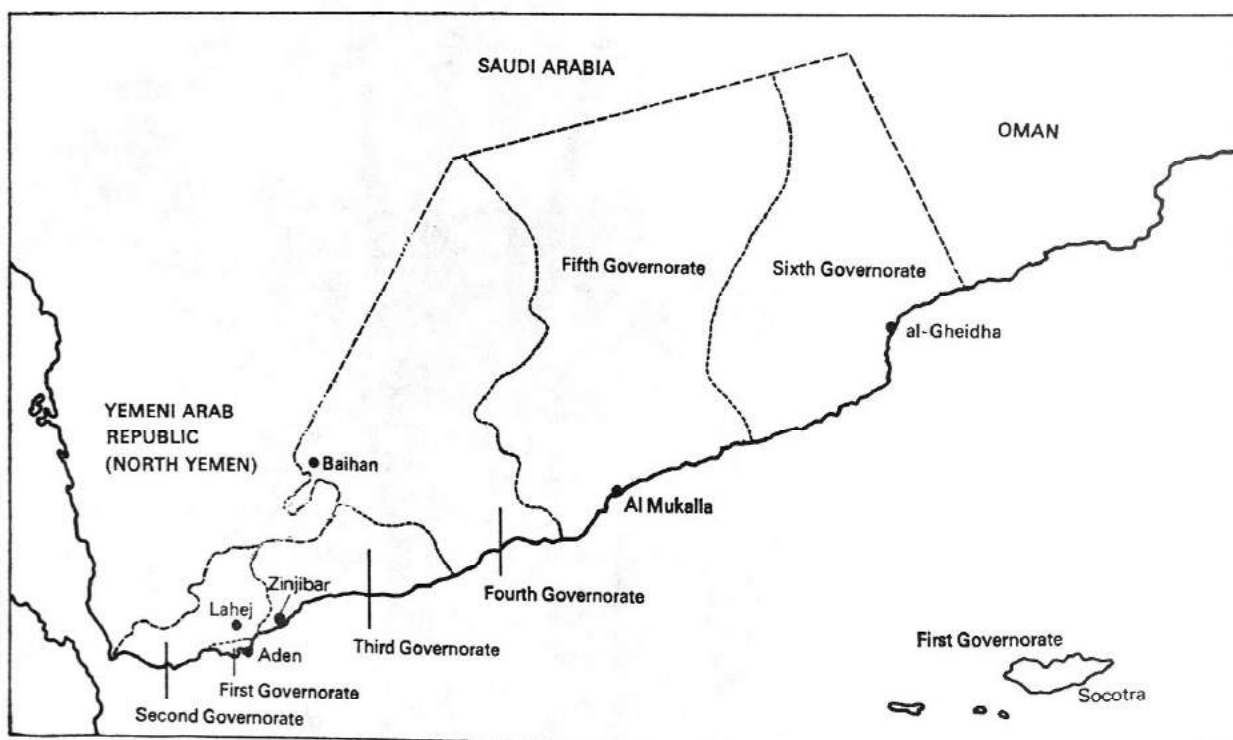 SAUDI ARABIA
OMAN
Fifth Governorate
Sixth Governorate
al-Gheidha
YEMENI ARAB
REPUBLIC
(NORTH YEMEN)
Baihan
Al Mukalla
Zinjibar
Lahej
Fourth Governorate
Aden
Third Governorate
First Governorate
Second Governorate
First Governorate
Socotra